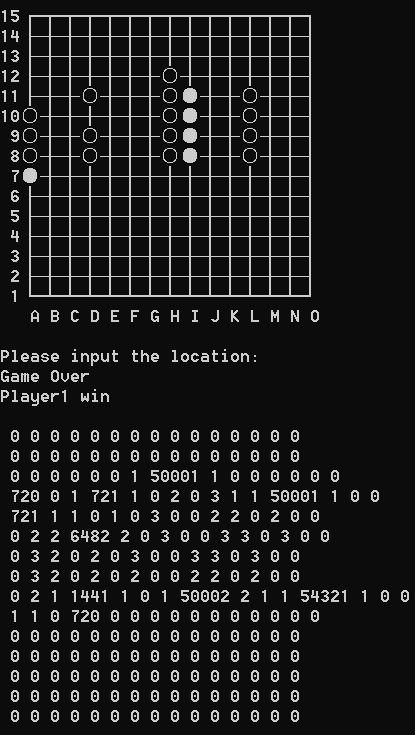 15
14
13
12
11
10
9
8
7
6
5
4
3
2
1
A B C D E F G H I J K L M N O
Please input the location:
Game Over
Player1 win
0 0 0 0 0 0 0 0 0 0 0 0 0 0 0
0 0 0 0 0 0 0 0 0 0 0 0 0 0 0
0 0 0 0 0 0 1 50001 1 0 0 0 0 0 0
720 0 1 721 1 0 2 0 3 1 1 50001 1 0 0
721 1 1 0 1 0 3 0 0 2 2 0 2 0 0
0 2 2 6482 2 0 3 0 0 3 3 0 3 0 0
0 3 2 0 2 0 3 0 0 3 3 0 3 0 0
0 3 2 0 2 0 2 0 0 2 2 0 2 0 0
0 2 1 1441 1 0 1 50002 2 1 1 54321 1 0 0
1 1 0 720 0 0 0 0 0 0 0 0 0 0 0
0 0 0 0 0 0 0 0 0 0 0 0 0 0 0
0 0 0 0 0 0 0 0 0 0 0 0 0 0 0
0 0 0 0 0 0 0 0 0 0 0 0 0 0 0
0 0 0 0 0 0 0 0 0 0 0 0 0 0 0
0 0 0 0 0 0 0 0 0 0 0 0 0 0 0